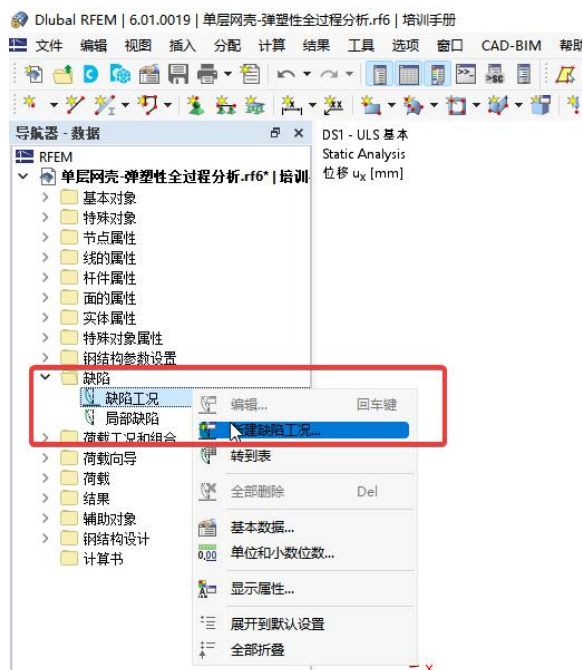 Dlubal RFEM | 6.01.0019 | 单层网壳-弹塑性全过程分析.rf6 | 培训手册
文件 编辑 视图 插入 分配 计算 结果 工具 选项 窗口 CAD-BIM 帮助
导航器 - 数据
DS1 - ULS 基本
Static Analysis
位移 uX [mm]
RFEM
单层网壳-弹塑性全过程分析.rf6* | 培训
基本对象
特殊对象
节点属性
线的属性
杆件属性
面的属性
实体属性
特殊对象属性
钢结构参数设置
缺陷
缺陷工况
局部缺陷
荷载工况和组合
荷载向导
荷载
结果
辅助对象
钢结构设计
计算书
编辑... 回车键
新建缺陷工况...
转到表
全部删除 Del
基本数据...
0,00 单位和小数位数...
显示属性...
展开到默认设置
全部折叠
X